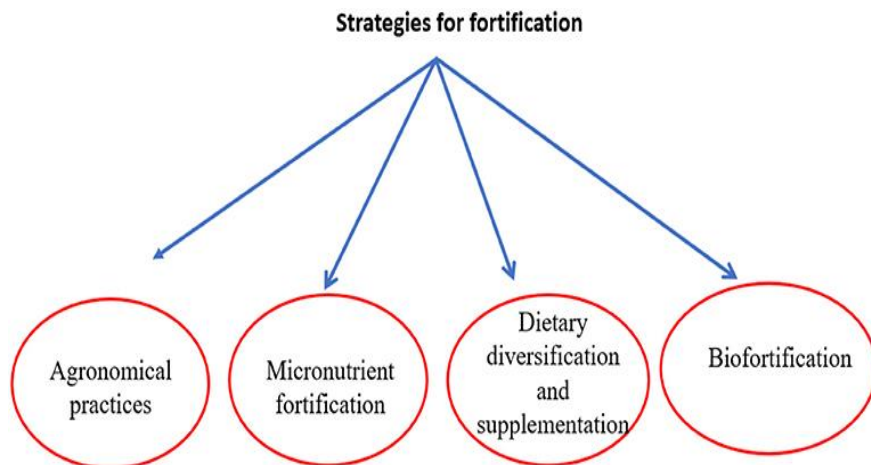 Strategies for fortification
Agronomical
practices
Micronutrient
fortification
Dietary
diversification
and
supplementation
Biofortification